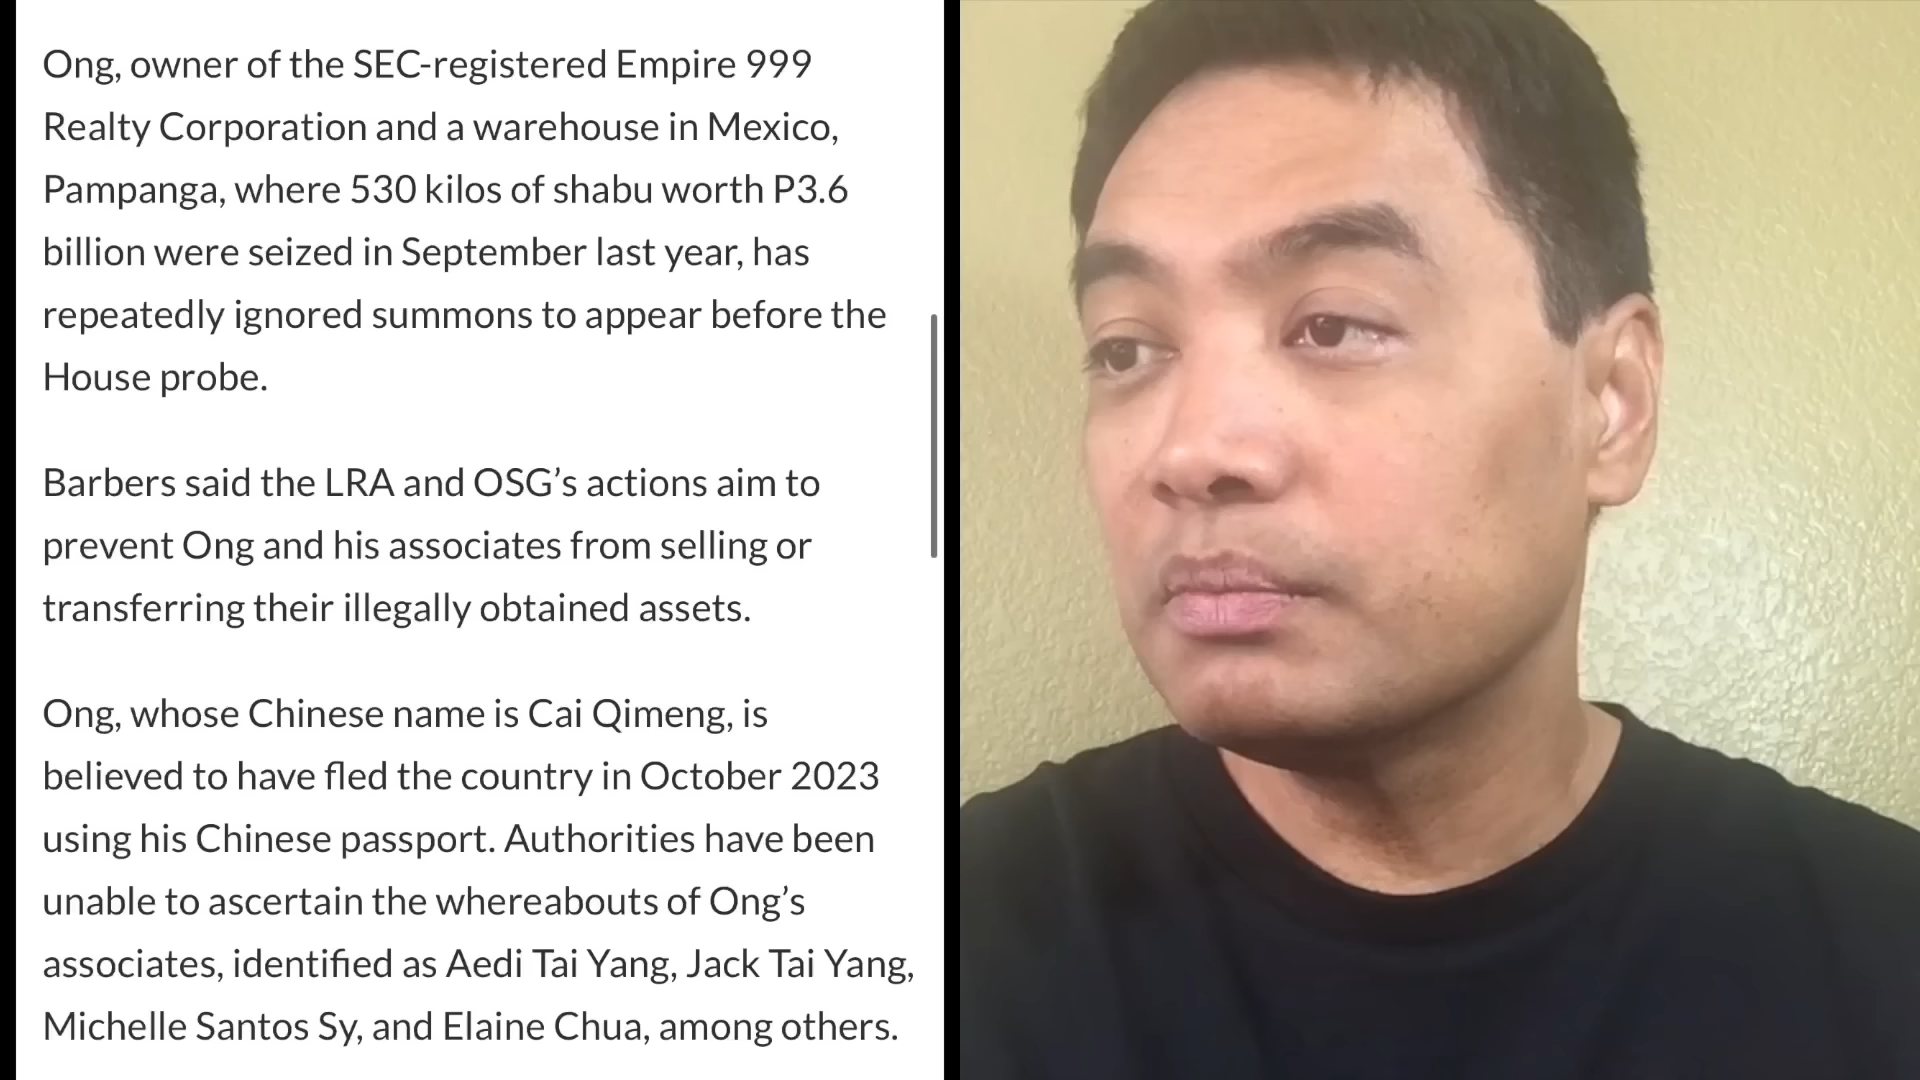 Ong, owner of the SEC-registered Empire 999
Realty Corporation and a warehouse in Mexico,
Pampanga, where 530 kilos of shabu worth P3.6
billion were seized in September last year, has
repeatedly ignored summons to appear before the
House probe.
Barbers said the LRA and OSG’s actions aim to
prevent Ong and his associates from selling or
transferring their illegally obtained assets.
Ong, whose Chinese name is Cai Qimeng, is
believed to have fled the country in October 2023
using his Chinese passport. Authorities have been
unable to ascertain the whereabouts of Ong’s
associates, identified as Aedi Tai Yang, Jack Tai Yang,
Michelle Santos Sy, and Elaine Chua, among others.